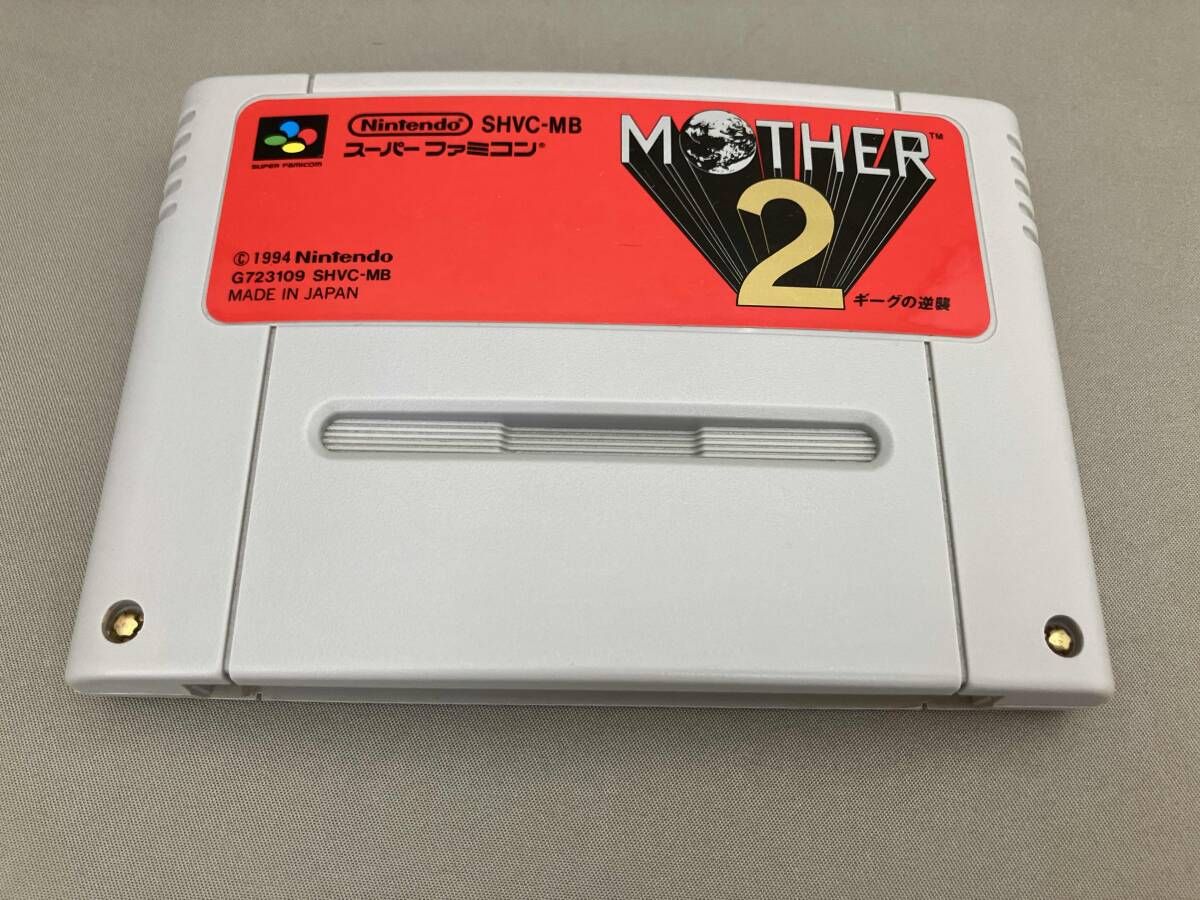 SUPER FAMICOM
Nintendo SHVC-MB
スーパーファミコン®
MOTHER™
2
ギーグの逆襲
© 1994 Nintendo
G723109 SHVC-MB
MADE IN JAPAN